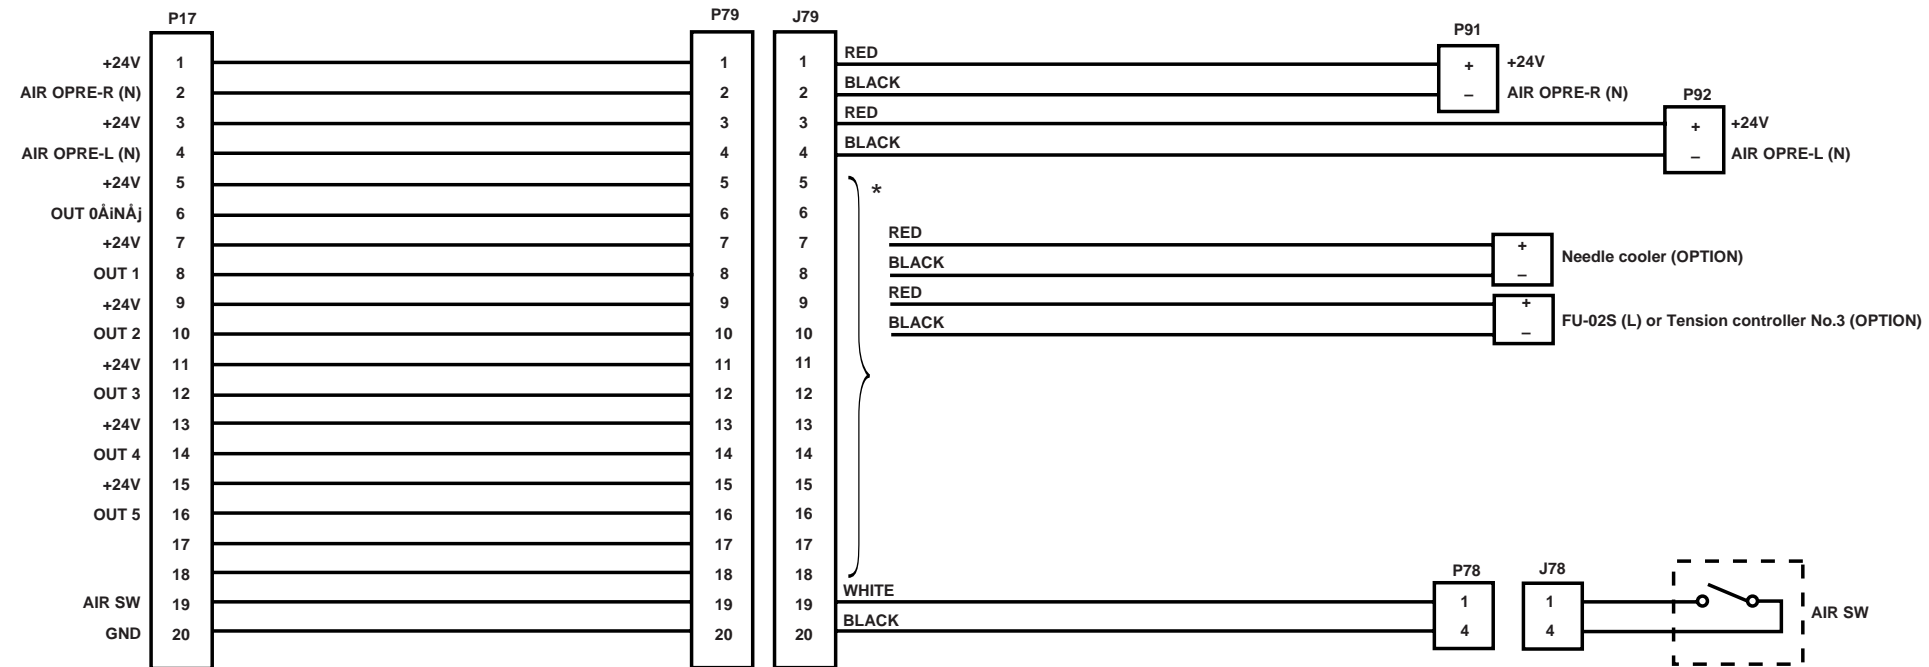 P17 P79 J79
P91
+24V 1 1 1 RED + +24V
AIR OPRE-R (N) 2 2 2 BLACK – AIR OPRE-R (N)
P92
+24V 3 3 3 RED + +24V
AIR OPRE-L (N) 4 4 4 BLACK – AIR OPRE-L (N)
+24V 5 5 5 *
OUT 0ÅiNÅj 6 6 6
+24V 7 7 7 RED +
Needle cooler (OPTION)
OUT 1 8 8 8 BLACK –
+24V 9 9 9 RED +
FU-02S (L) or Tension controller No.3 (OPTION)
OUT 2 10 10 10 BLACK –
+24V 11 11 11
OUT 3 12 12 12
+24V 13 13 13
OUT 4 14 14 14
+24V 15 15 15
OUT 5 16 16 16
17 17 17
18 18 18
P78 J78
AIR SW 19 19 19 WHITE 1 1
AIR SW
GND 20 20 20 BLACK 4 4